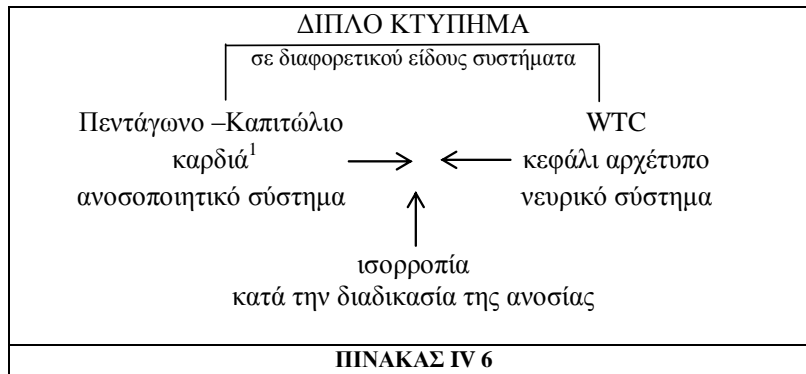 ΔΙΠΛΟ ΚΤΥΠΗΜΑ
σε διαφορετικού είδους συστήματα
Πεντάγωνο –Καπιτώλιο WTC
καρδιά¹ κεφάλι αρχέτυπο
ανοσοποιητικό σύστημα νευρικό σύστημα
ισορροπία
κατά την διαδικασία της ανοσίας
ΠΙΝΑΚΑΣ IV 6